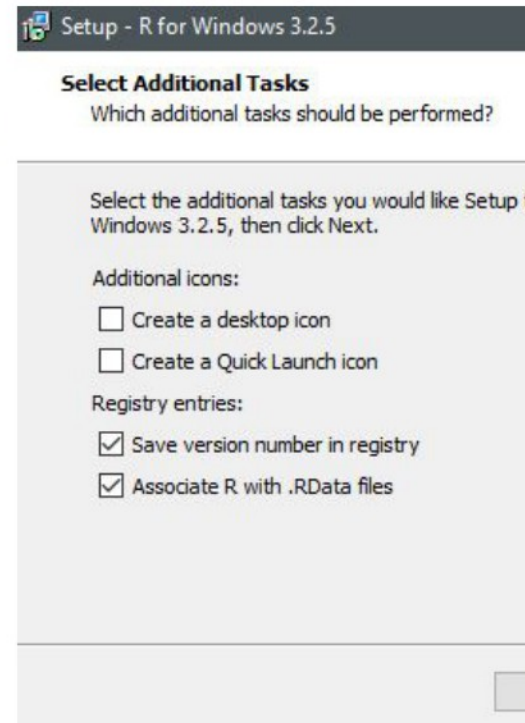 Setup - R for Windows 3.2.5
Select Additional Tasks
Which additional tasks should be performed?
Select the additional tasks you would like Setup
Windows 3.2.5, then click Next.
Additional icons:
Create a desktop icon
Create a Quick Launch icon
Registry entries:
Save version number in registry
Associate R with .RData files